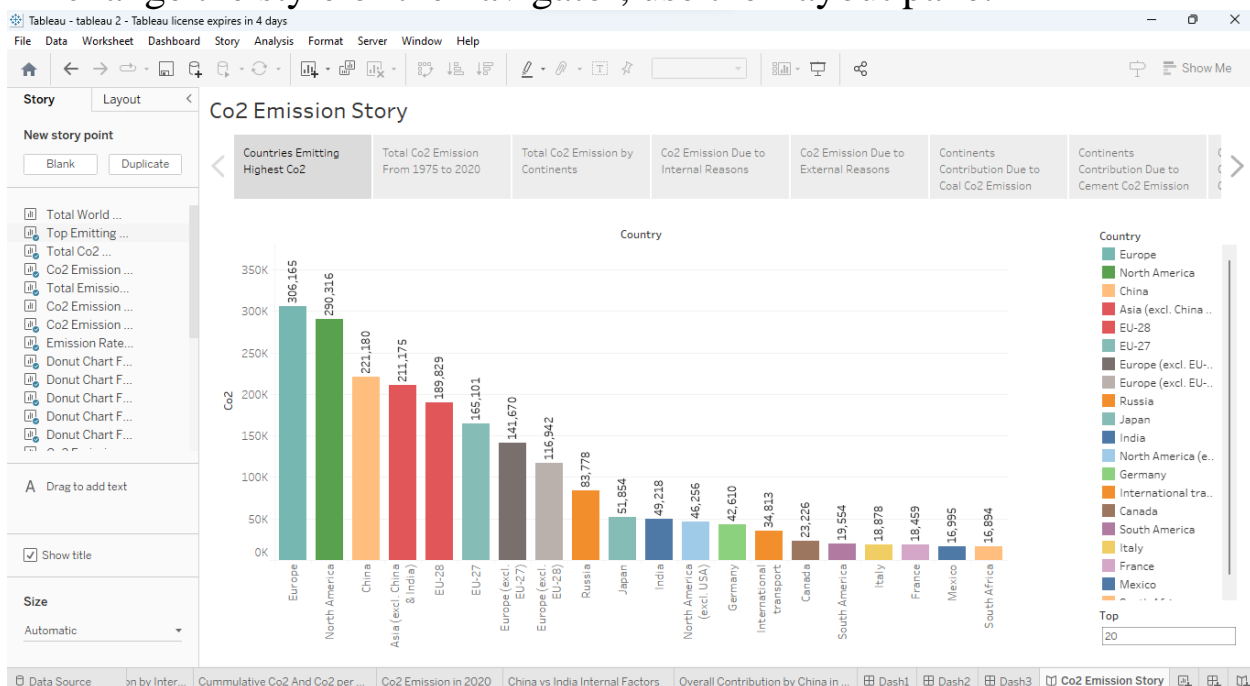 Tableau - tableau 2 - Tableau license expires in 4 days
File Data Worksheet Dashboard Story Analysis Format Server Window Help
Show Me
Story Layout
New story point
Blank Duplicate
Total World ...
Top Emitting ...
Total Co2 ...
Co2 Emission ...
Total Emissio...
Co2 Emission ...
Co2 Emission ...
Emission Rate...
Donut Chart F...
Donut Chart F...
Donut Chart F...
Donut Chart F...
Donut Chart F...
A Drag to add text
Show title
Size
Automatic
Co2 Emission Story
Countries Emitting
Highest Co2
Total Co2 Emission
From 1975 to 2020
Total Co2 Emission by
Continents
Co2 Emission Due to
Internal Reasons
Co2 Emission Due to
External Reasons
Continents
Contribution Due to
Coal Co2 Emission
Continents
Contribution Due to
Cement Co2 Emission
Country
Co2
350K
300K
250K
200K
150K
100K
50K
0K
306,165
290,316
221,180
211,175
189,829
165,101
141,670
116,942
83,778
51,854
49,218
46,256
42,610
34,813
23,226
19,554
18,878
18,459
16,995
16,894
Europe
North America
China
Asia (excl. China
& India)
EU-28
EU-27
Europe (excl.
EU-27)
Europe (excl.
EU-28)
Russia
Japan
India
North America
(excl. USA)
Germany
International
transport
Canada
South America
Italy
France
Mexico
South Africa
Country
Europe
North America
China
Asia (excl. China ..
EU-28
EU-27
Europe (excl. EU-..
Europe (excl. EU-..
Russia
Japan
India
North America (e..
Germany
International tra..
Canada
South America
Italy
France
Mexico
Top
20
Data Source on by Inter... Cummulative Co2 And Co2 per ... Co2 Emission in 2020 China vs India Internal Factors Overall Contribution by China in ... Dash1 Dash2 Dash3 Co2 Emission Story